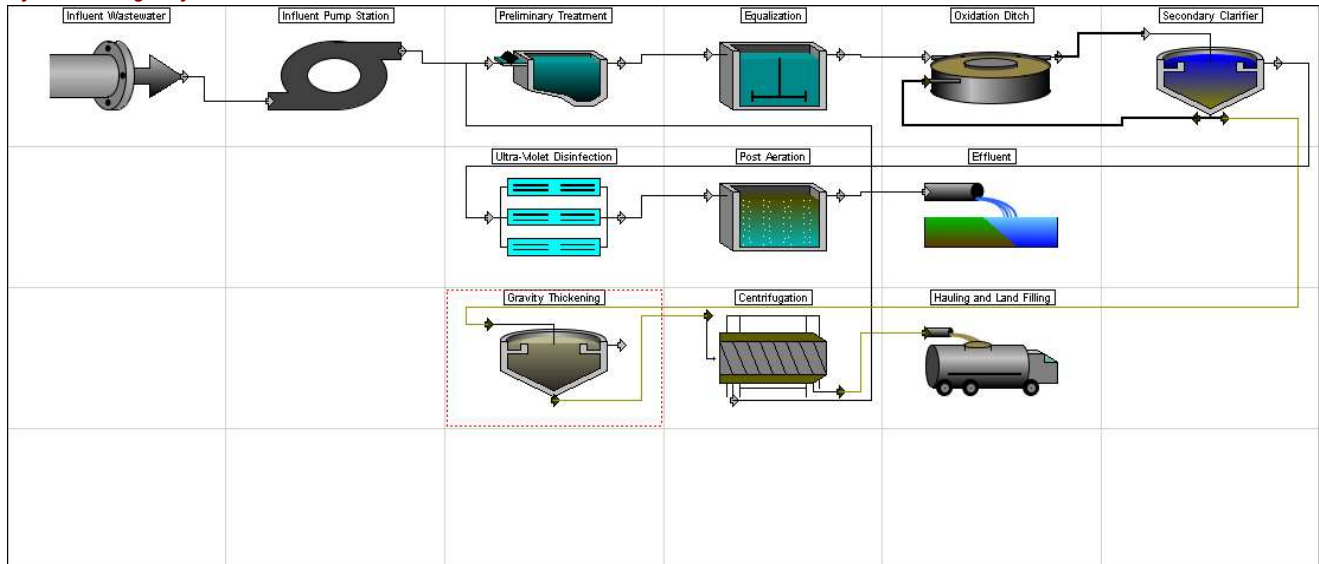 Influent Wastewater
Influent Pump Station
Preliminary Treatment
Equalization
Oxidation Ditch
Secondary Clarifier
Ultra-Violet Disinfection
Post Aeration
Effluent
Gravity Thickening
Centrifugation
Hauling and Land Filling